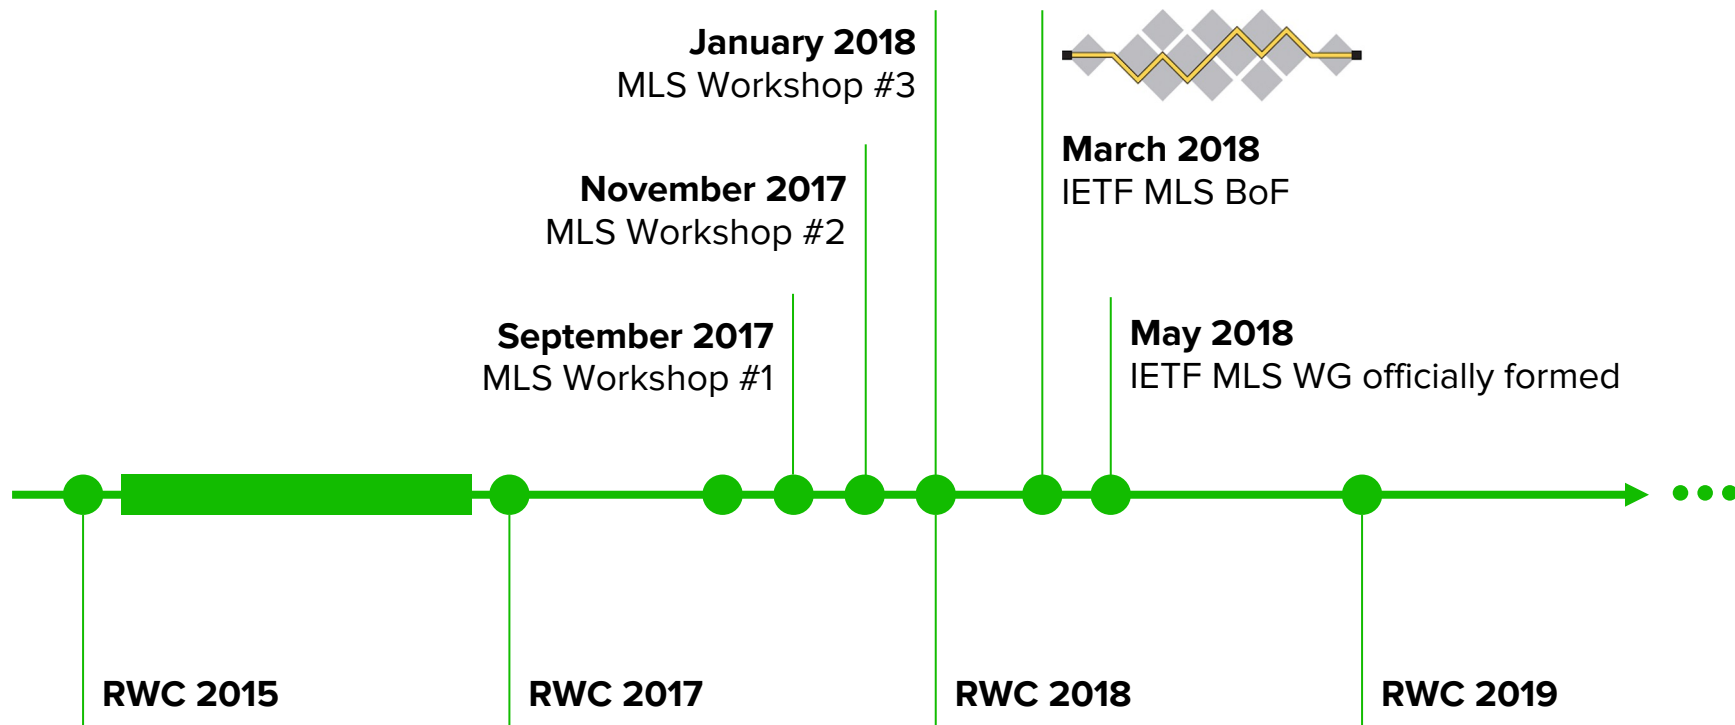 January 2018
MLS Workshop #3
March 2018
IETF MLS BoF
November 2017
MLS Workshop #2
September 2017
MLS Workshop #1
May 2018
IETF MLS WG officially formed
RWC 2015
RWC 2017
RWC 2018
RWC 2019